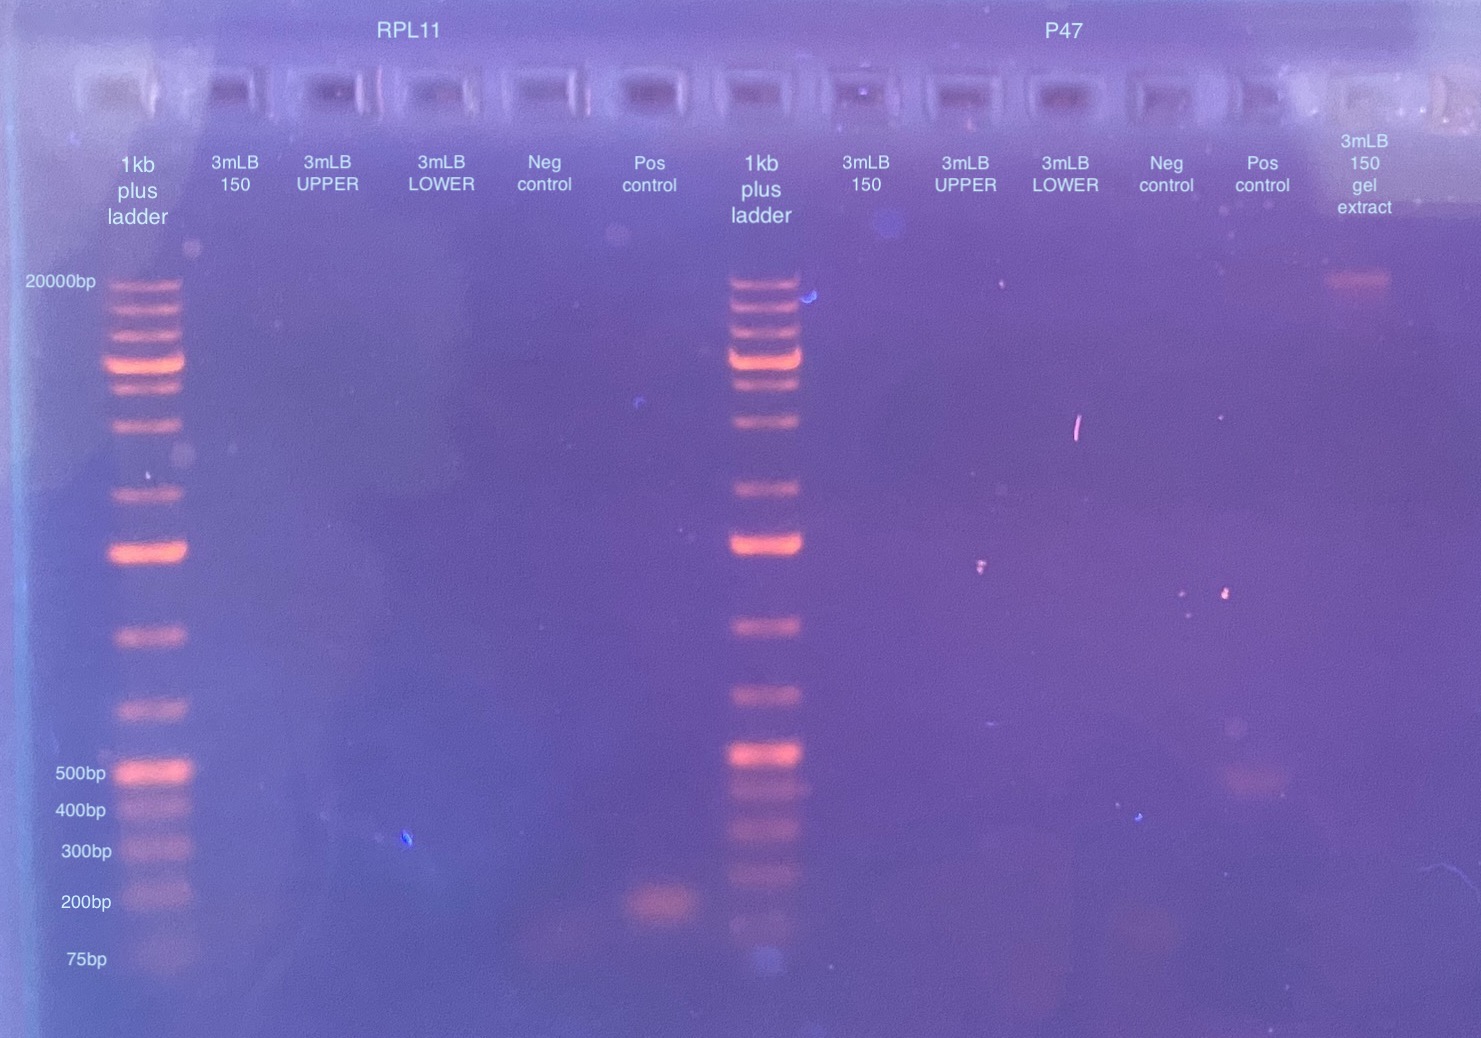 RPL11
P47
1kb
plus
ladder
3mLB
150
3mLB
UPPER
3mLB
LOWER
Neg
control
Pos
control
1kb
plus
ladder
3mLB
150
3mLB
UPPER
3mLB
LOWER
Neg
control
Pos
control
3mLB
150
gel
extract
20000bp
500bp
400bp
300bp
200bp
75bp